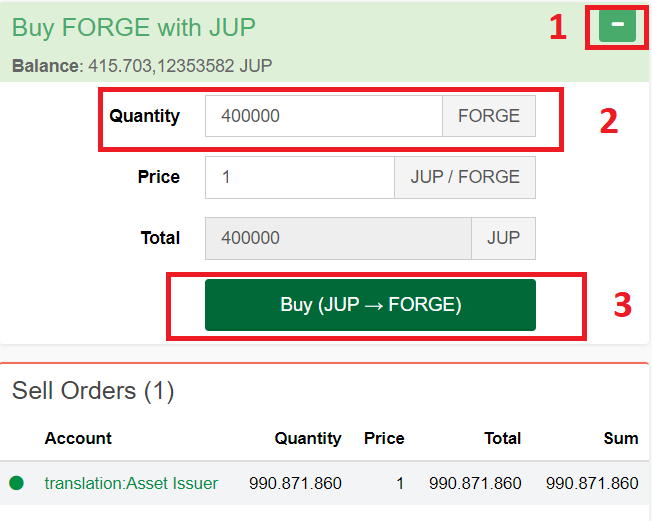 Buy FORGE with JUP
1
-
Balance: 415.703,12353582 JUP
Quantity 400000 FORGE
2
Price 1 JUP / FORGE
Total 400000 JUP
Buy (JUP → FORGE)
3
Sell Orders (1)
Account Quantity Price Total Sum
translation:Asset Issuer 990.871.860 1 990.871.860 990.871.860